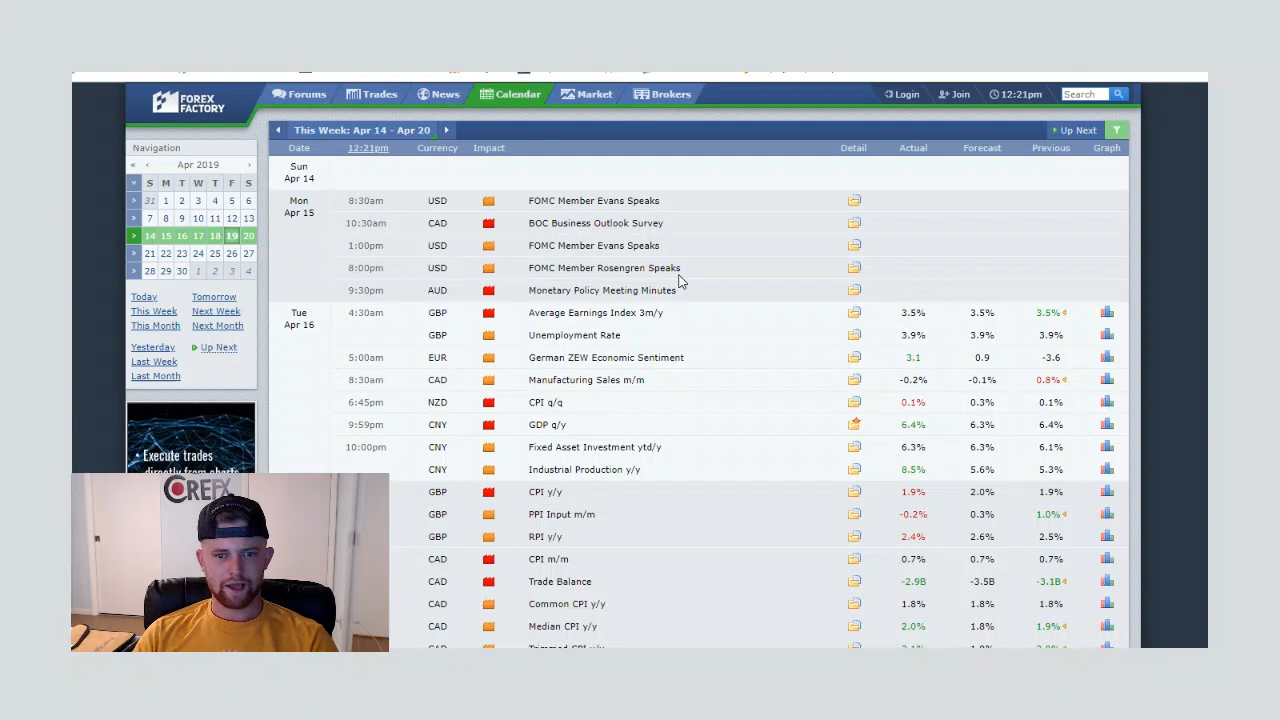 FOREX
FACTORY
Forums Trades News Calendar Market Brokers Login Join 12:21pm Search
Navigation
« ‹ Apr 2019 ›
S M T W T F S
31 1 2 3 4 5 6
7 8 9 10 11 12 13
14 15 16 17 18 19 20
21 22 23 24 25 26 27
28 29 30 1 2 3 4
Today Tomorrow
This Week Next Week
This Month Next Month
Yesterday Up Next
Last Week
Last Month
• Execute trades
directly from charts
This Week: Apr 14 - Apr 20 Up Next
Date 12:21pm Currency Impact Detail Actual Forecast Previous Graph
Sun
Apr 14
Mon
Apr 15
8:30am USD FOMC Member Evans Speaks
10:30am CAD BOC Business Outlook Survey
1:00pm USD FOMC Member Evans Speaks
8:00pm USD FOMC Member Rosengren Speaks
9:30pm AUD Monetary Policy Meeting Minutes
Tue
Apr 16
4:30am GBP Average Earnings Index 3m/y 3.5% 3.5% 3.5%
GBP Unemployment Rate 3.9% 3.9% 3.9%
5:00am EUR German ZEW Economic Sentiment 3.1 0.9 -3.6
8:30am CAD Manufacturing Sales m/m -0.2% -0.1% 0.8%
6:45pm NZD CPI q/q 0.1% 0.3% 0.1%
9:59pm CNY GDP q/y 6.4% 6.3% 6.4%
10:00pm CNY Fixed Asset Investment ytd/y 6.3% 6.3% 6.1%
CNY Industrial Production y/y 8.5% 5.6% 5.3%
GBP CPI y/y 1.9% 2.0% 1.9%
GBP PPI Input m/m -0.2% 0.3% 1.0%
GBP RPI y/y 2.4% 2.6% 2.5%
CAD CPI m/m 0.7% 0.7% 0.7%
CAD Trade Balance -2.9B -3.5B -3.1B
CAD Common CPI y/y 1.8% 1.8% 1.8%
CAD Median CPI y/y 2.0% 1.8% 1.9%
COREFX